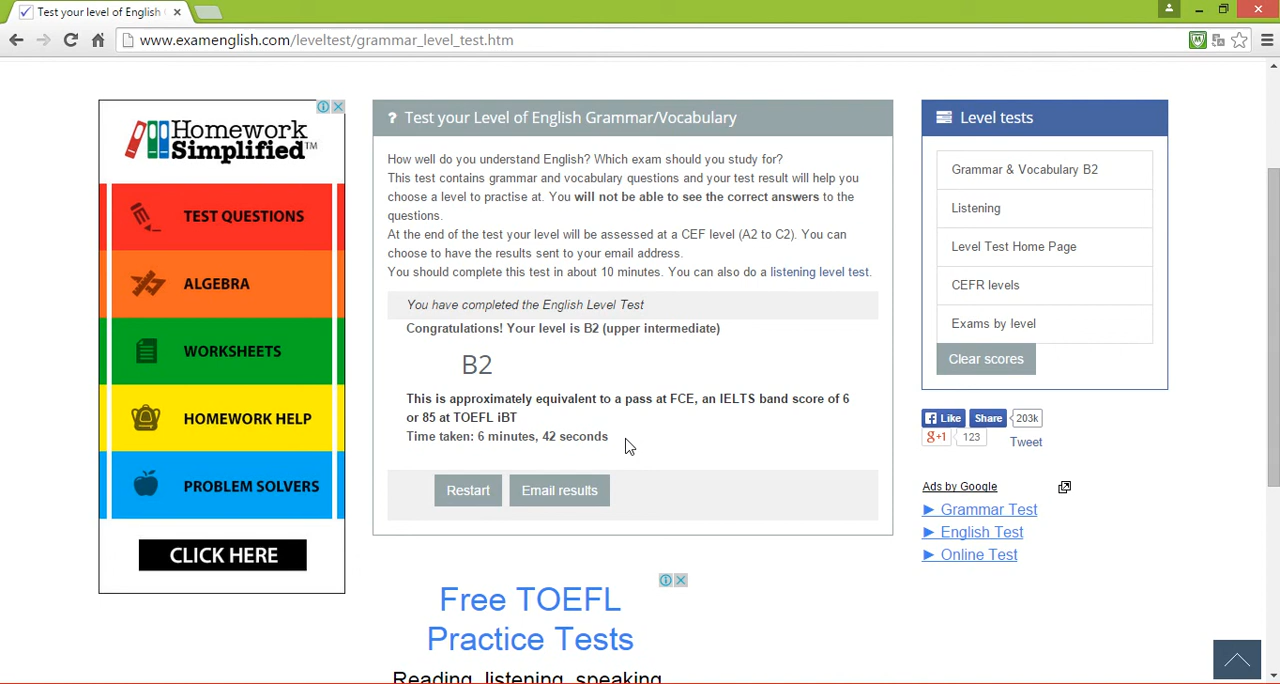 Test your level of English
www.examenglish.com/leveltest/grammar_level_test.htm
Homework
Simplified™
TEST QUESTIONS
ALGEBRA
WORKSHEETS
HOMEWORK HELP
PROBLEM SOLVERS
CLICK HERE
? Test your Level of English Grammar/Vocabulary
How well do you understand English? Which exam should you study for?
This test contains grammar and vocabulary questions and your test result will help you
choose a level to practise at. You will not be able to see the correct answers to the
questions.
At the end of the test your level will be assessed at a CEF level (A2 to C2). You can
choose to have the results sent to your email address.
You should complete this test in about 10 minutes. You can also do a listening level test.
You have completed the English Level Test
Congratulations! Your level is B2 (upper intermediate)
B2
This is approximately equivalent to a pass at FCE, an IELTS band score of 6
or 85 at TOEFL iBT
Time taken: 6 minutes, 42 seconds
Restart
Email results
Free TOEFL
Practice Tests
Reading, listening, speaking
Level tests
Grammar & Vocabulary B2
Listening
Level Test Home Page
CEFR levels
Exams by level
Clear scores
Like
Share
203k
g+1
123
Tweet
Ads by Google
► Grammar Test
► English Test
► Online Test